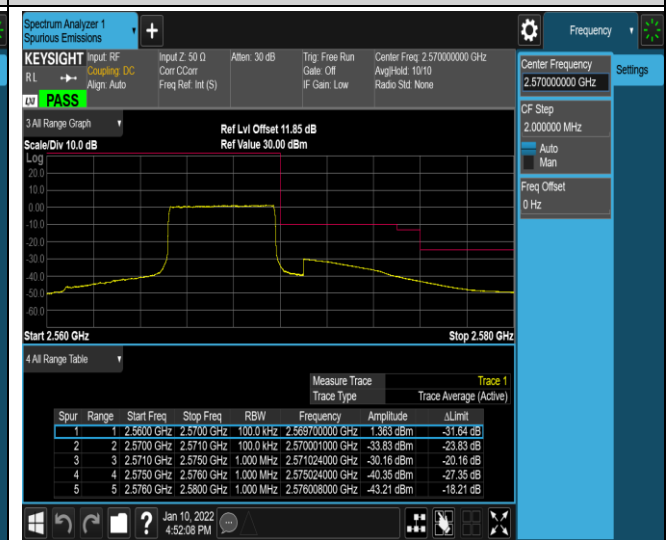 Spectrum Analyzer 1
Spurious Emissions
+
Frequency
KEYSIGHT Input: RF Input Z: 50 Ω Atten: 30 dB Trig: Free Run Center Freq: 2.570000000 GHz
RL Coupling: DC Corr CCorr Gate: Off Avg|Hold: 10/10
Align: Auto Freq Ref: Int (S) IF Gain: Low Radio Std: None
LXI PASS
Center Frequency
2.570000000 GHz
Settings
CF Step
2.000000 MHz
Auto
Man
Freq Offset
0 Hz
3 All Range Graph
Ref Lvl Offset 11.85 dB
Scale/Div 10.0 dB Ref Value 30.00 dBm
Log
20.0
10.0
0.00
-10.0
-20.0
-30.0
-40.0
-50.0
-60.0
Start 2.560 GHz Stop 2.580 GHz
4 All Range Table
Measure Trace Trace 1
Trace Type Trace Average (Active)
Spur Range Start Freq Stop Freq RBW Frequency Amplitude ΔLimit
1 1 2.5600 GHz 2.5700 GHz 100.0 kHz 2.569700000 GHz 1.363 dBm -31.64 dB
2 2 2.5700 GHz 2.5710 GHz 100.0 kHz 2.570001000 GHz -33.83 dBm -23.83 dB
3 3 2.5710 GHz 2.5750 GHz 1.000 MHz 2.571024000 GHz -30.16 dBm -20.16 dB
4 4 2.5750 GHz 2.5760 GHz 1.000 MHz 2.575024000 GHz -40.35 dBm -27.35 dB
5 5 2.5760 GHz 2.5800 GHz 1.000 MHz 2.576008000 GHz -43.21 dBm -18.21 dB
? Jan 10, 2022
4:52:08 PM